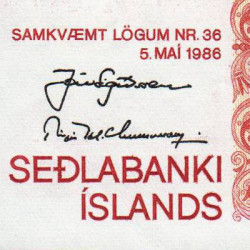 SAMKVÆMT LÖGUM NR. 36
5. MAÍ 1986
SEÐLABANKI
ÍSLANDS